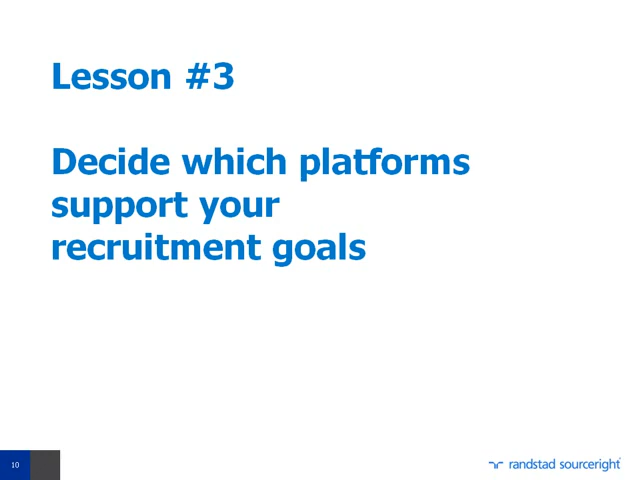 Lesson #3
Decide which platforms
support your
recruitment goals
10
randstad sourceright